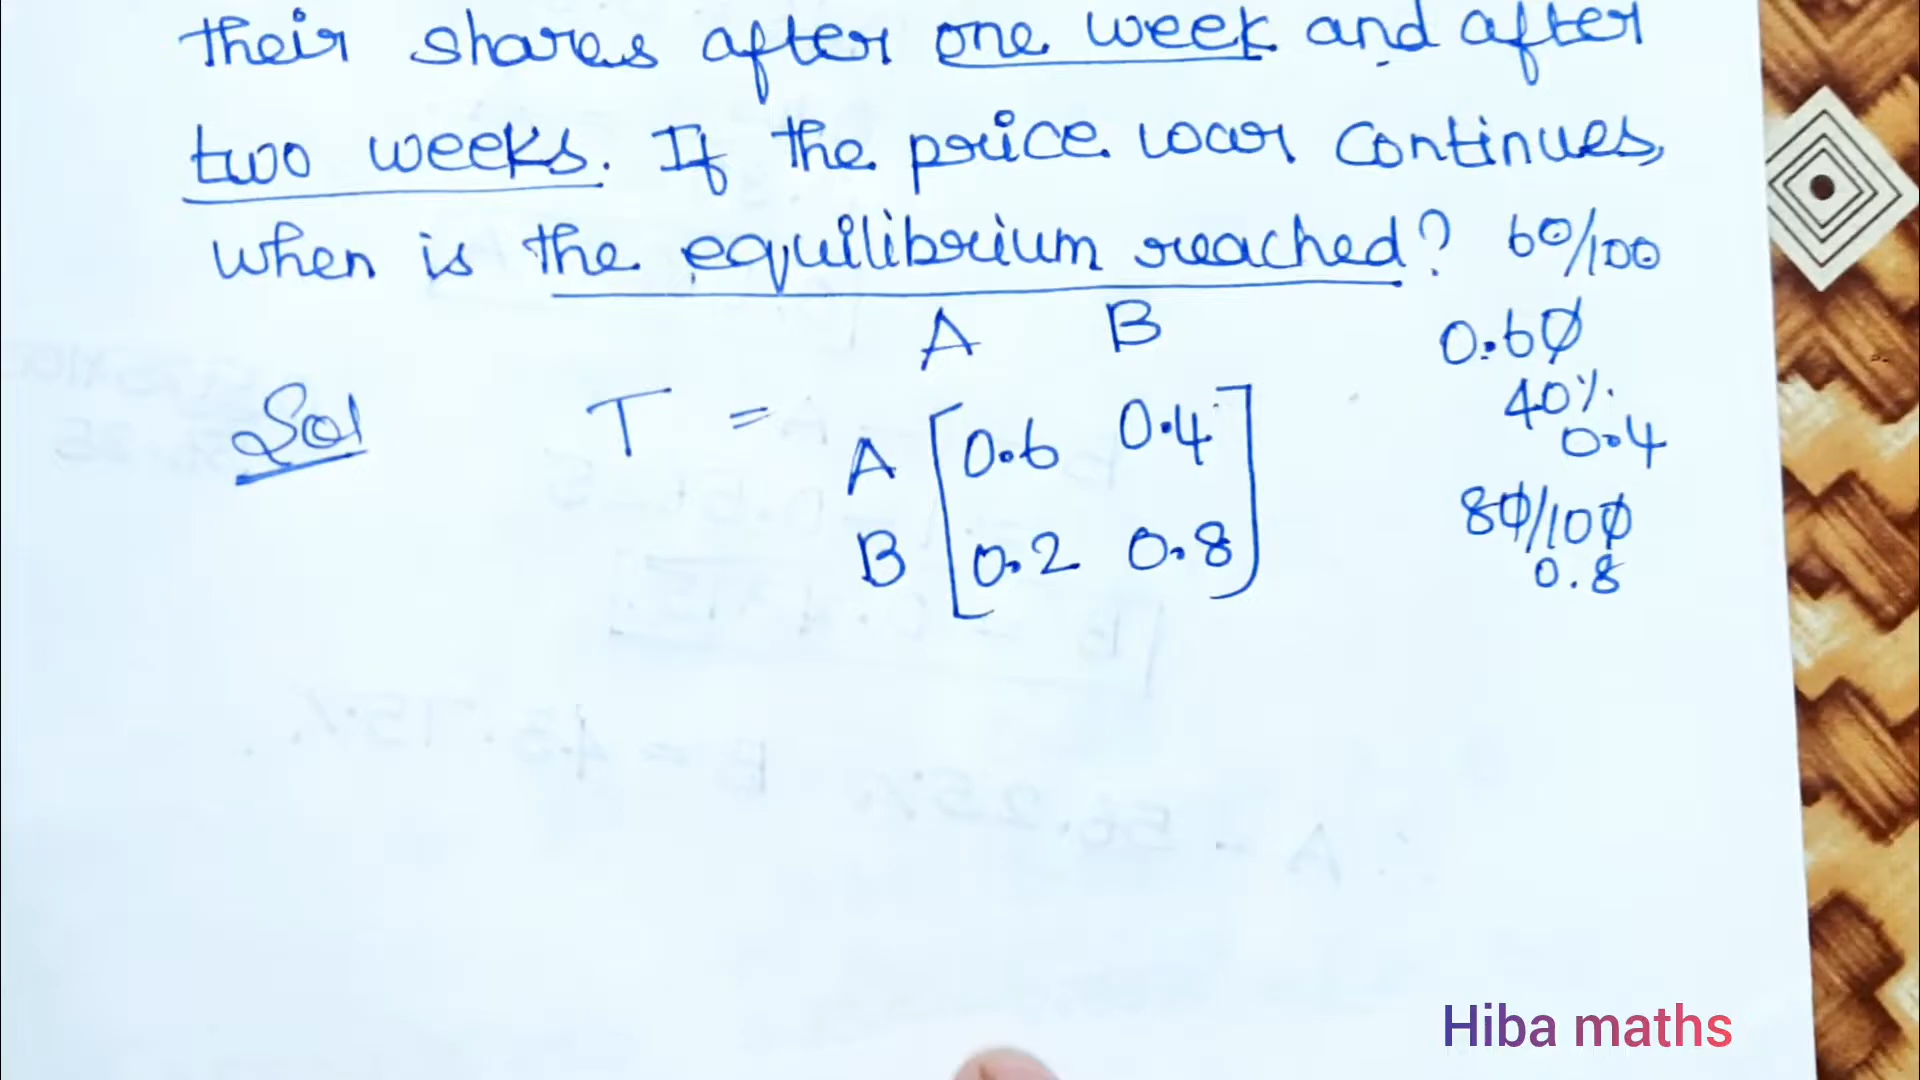 their shares after one week and after
two weeks. If the price war continues,
when is the equilibrium reached? 60/100
A B 0.60
Sol T = A [0.6 0.4] 40%
0.4
B [0.2 0.8] 80/100
0.8
Hiba maths